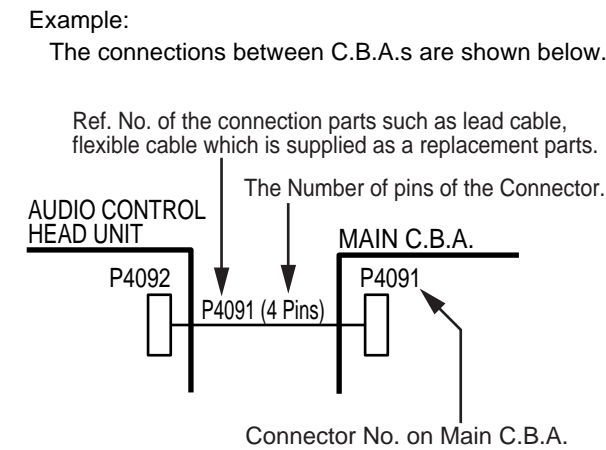 Example:
The connections between C.B.A.s are shown below.
Ref. No. of the connection parts such as lead cable,
flexible cable which is supplied as a replacement parts.
The Number of pins of the Connector.
AUDIO CONTROL
HEAD UNIT
MAIN C.B.A.
P4092
P4091 (4 Pins)
P4091
Connector No. on Main C.B.A.